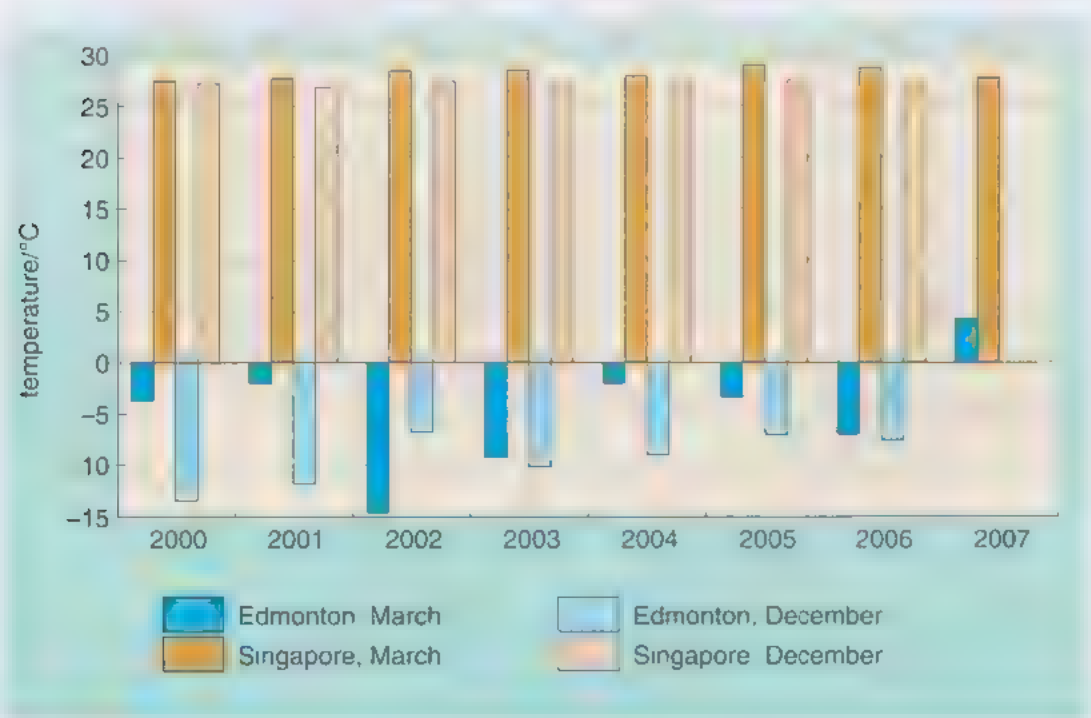 30
25
20
15
10
5
0
−5
10
−15
temperature/°C
2000 2001 2002 2003 2004 2005 2006 2007
Edmonton March
Edmonton, December
Singapore, March
Singapore December